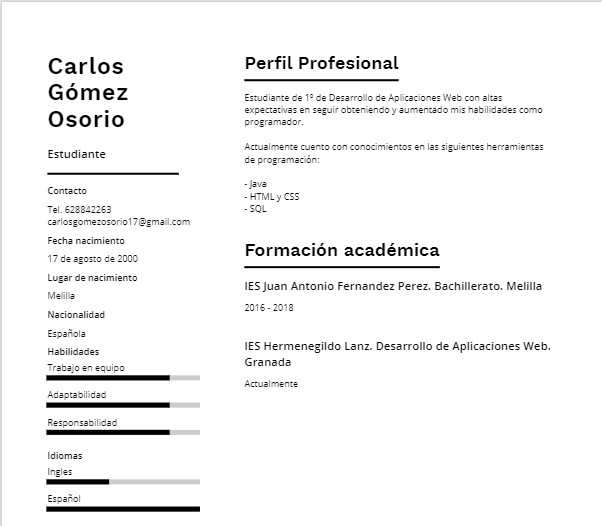 Carlos
Gómez
Osorio
Estudiante
Contacto
Tel. 628842263
carlosgomezosorio17@gmail.com
Fecha nacimiento
17 de agosto de 2000
Lugar de nacimiento
Melilla
Nacionalidad
Española
Habilidades
Trabajo en equipo
Adaptabilidad
Responsabilidad
Idiomas
Ingles
Español
Perfil Profesional
Estudiante de 1º de Desarrollo de Aplicaciones Web con altas
expectativas en seguir obteniendo y aumentado mis habilidades como
programador.
Actualmente cuento con conocimientos en las siguientes herramientas
de programación:
- Java
- HTML y CSS
- SQL
Formación académica
IES Juan Antonio Fernandez Perez. Bachillerato. Melilla
2016 - 2018
IES Hermenegildo Lanz. Desarrollo de Aplicaciones Web.
Granada
Actualmente